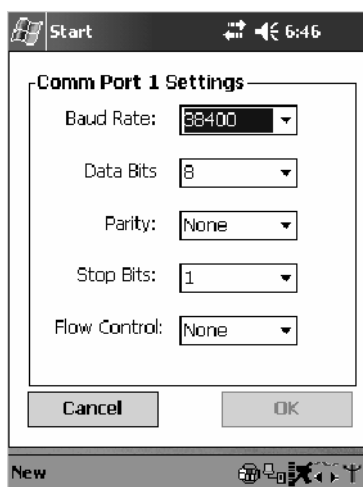 Start 6:46
Comm Port 1 Settings
Baud Rate: 38400
Data Bits 8
Parity: None
Stop Bits: 1
Flow Control: None
Cancel OK
New